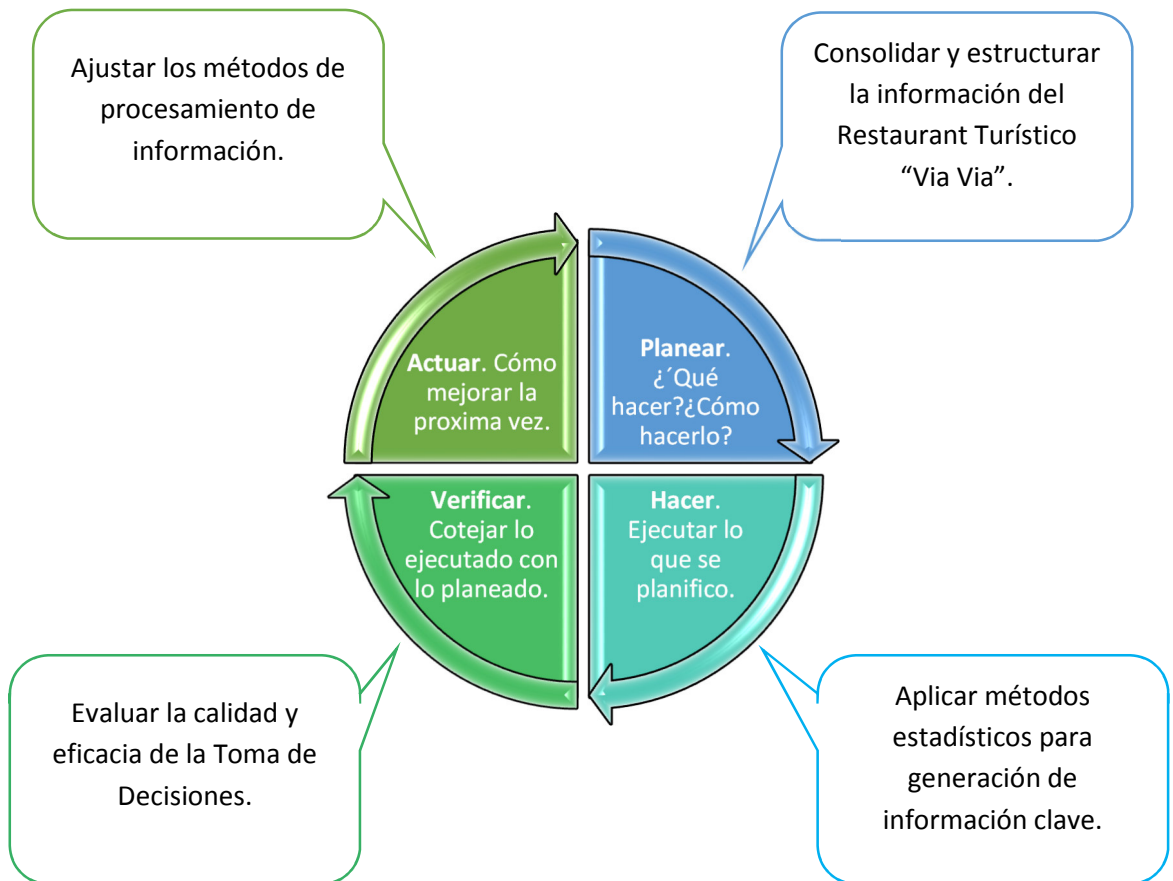 Ajustar los métodos de
procesamiento de
información.
Consolidar y estructurar
la información del
Restaurant Turístico
“Via Via”.
Actuar. Cómo
mejorar la
proxima vez.
Planear.
¿´Qué
hacer?¿Cómo
hacerlo?
Verificar.
Cotejar lo
ejecutado con
lo planeado.
Hacer.
Ejecutar lo
que se
planifico.
Evaluar la calidad y
eficacia de la Toma de
Decisiones.
Aplicar métodos
estadísticos para
generación de
información clave.